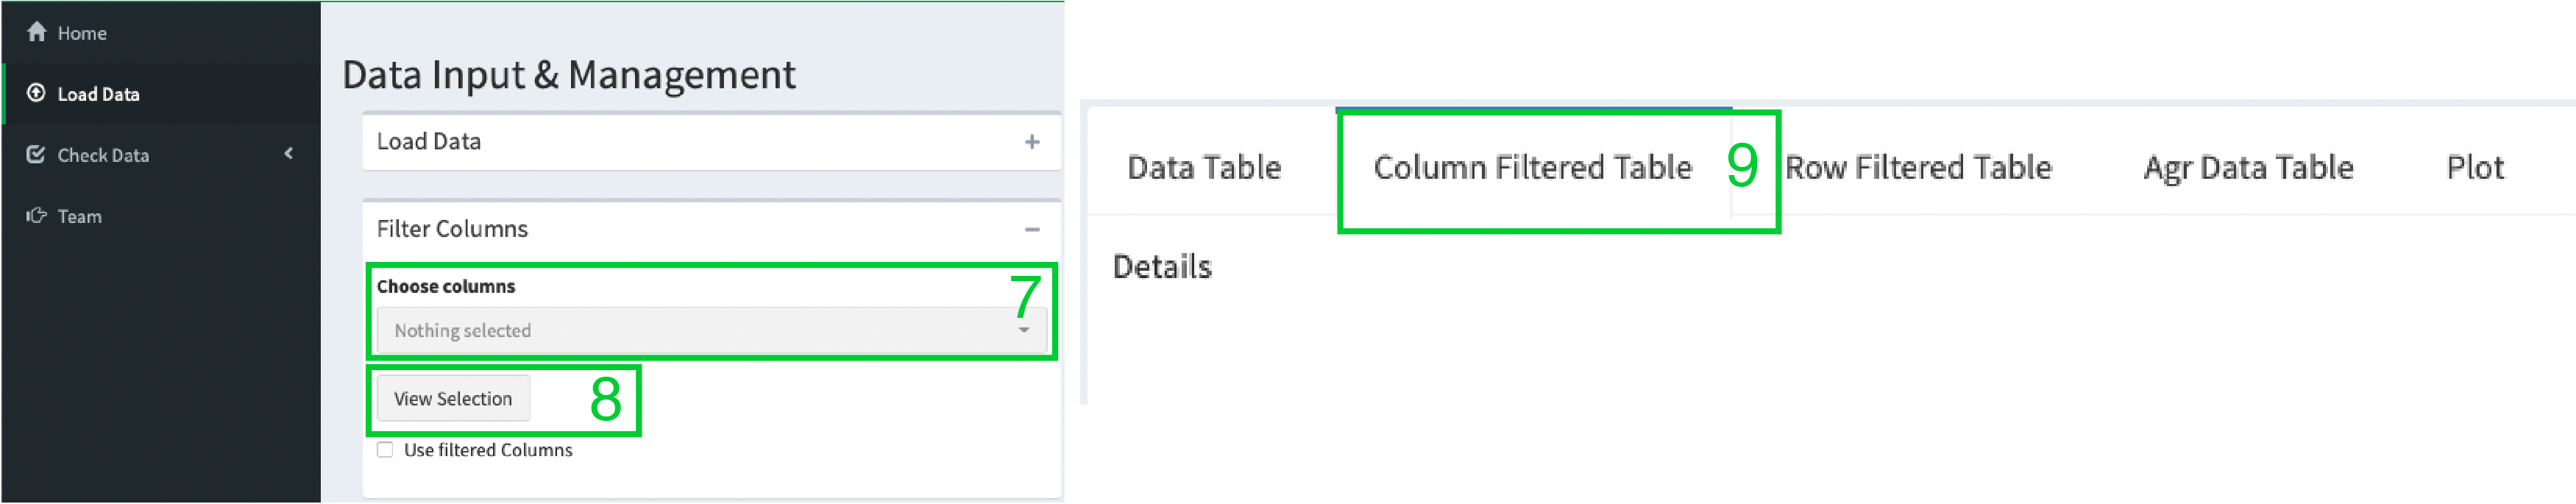 Home
Load Data
Check Data
Team
Data Input & Management
Load Data
Filter Columns
Choose columns
7
Nothing selected
View Selection
8
Use filtered Columns
Data Table
Column Filtered Table
9
Row Filtered Table
Agr Data Table
Plot
Details